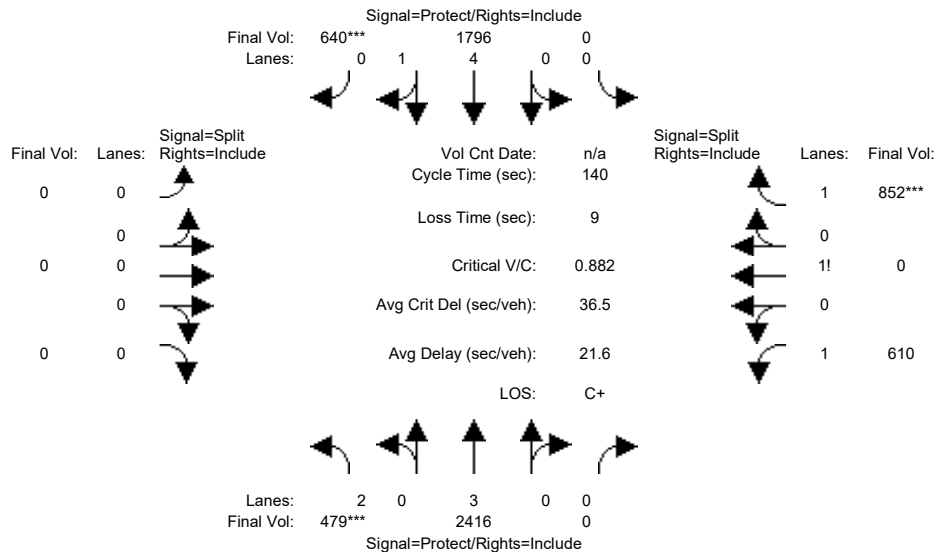 Signal=Protect/Rights=Include
Final Vol: 640*** 1796 0
Lanes: 0 1 4 0 0
Signal=Split
Final Vol: Lanes: Rights=Include
Vol Cnt Date: n/a
Signal=Split
Rights=Include Lanes: Final Vol:
Cycle Time (sec): 140
0 0
1 852***
Loss Time (sec): 9
0
0
0 0
Critical V/C: 0.882
1! 0
0
Avg Crit Del (sec/veh): 36.5
0
0 0
Avg Delay (sec/veh): 21.6
1 610
LOS: C+
Lanes: 2 0 3 0 0
Final Vol: 479*** 2416 0
Signal=Protect/Rights=Include